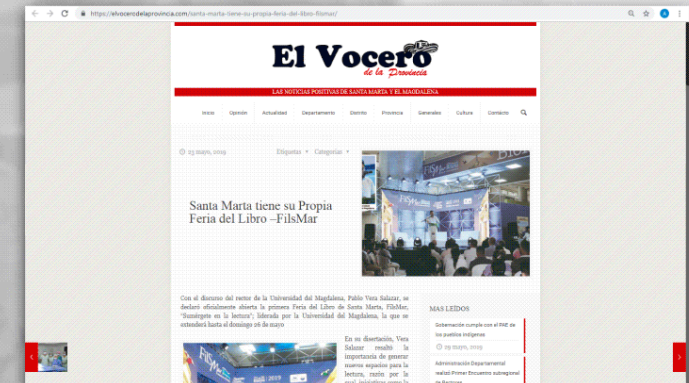 https://elvocerodelaprovincia.com/santa-marta-tiene-su-propia-feria-del-libro-filsmar/
El Vocero
de la Provincia
LAS NOTICIAS POSITIVAS DE SANTA MARTA Y EL MAGDALENA
Inicio Opinión Actualidad Departamento Distrito Provincia Generales Cultura Contacto
23 mayo, 2019 Etiquetas Categorías
Santa Marta tiene su Propia
Feria del Libro –FilsMar
Con el discurso del rector de la Universidad del Magdalena, Pablo Vera Salazar, se
declaró oficialmente abierta la primera Feria del Libro de Santa Marta, FilsMar,
"Sumérgete en la lectura"; liderada por la Universidad del Magdalena, la que se
extenderá hasta el domingo 26 de mayo
En su disertación, Vera
Salazar resaltó la
importancia de generar
nuevos espacios para la
lectura, razón por la
cual, iniciativas como la
MAS LEÍDOS
Gobernación cumple con el PME de
los pueblos indígenas
29 mayo, 2019
Administración Departamental
realizó Primer Encuentro subregional